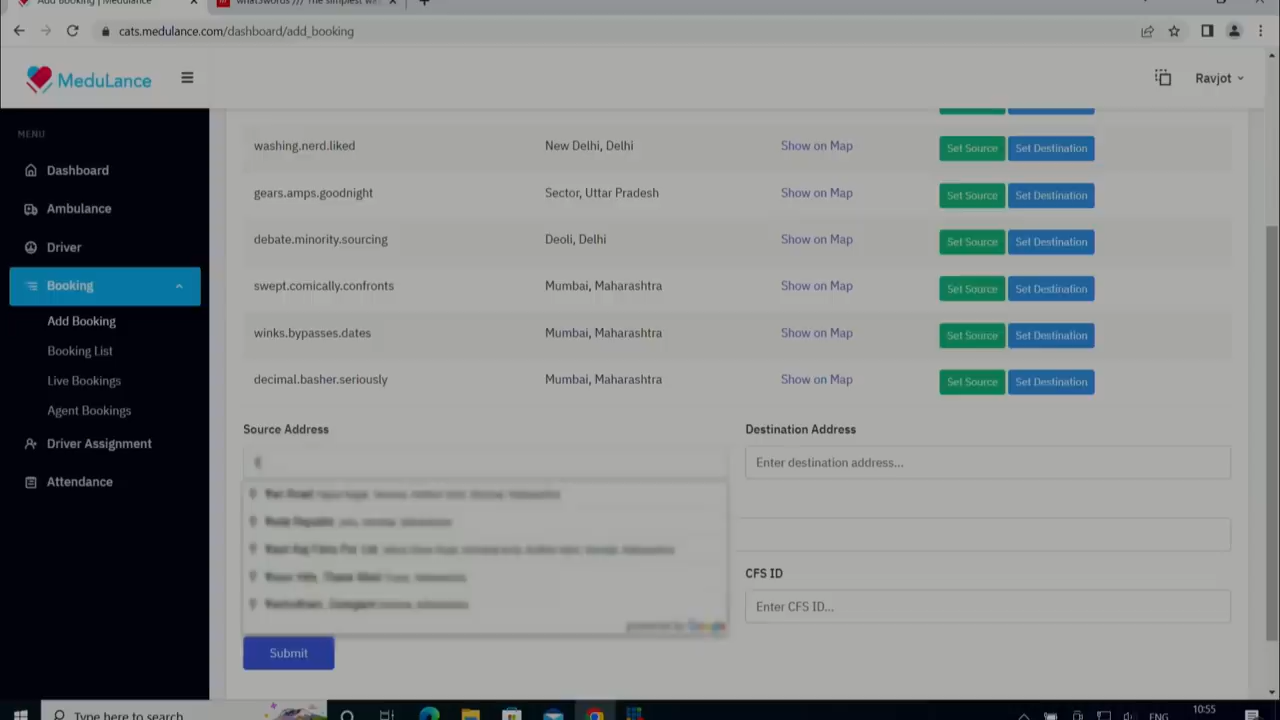 Add Booking | Medulance
what3words /// The simplest w
cats.medulance.com/dashboard/add_booking
MeduLance
Ravjot
MENU
Dashboard
Ambulance
Driver
Booking
Add Booking
Booking List
Live Bookings
Agent Bookings
Driver Assignment
Attendance
washing.nerd.liked New Delhi, Delhi Show on Map Set Source Set Destination
gears.amps.goodnight Sector, Uttar Pradesh Show on Map Set Source Set Destination
debate.minority.sourcing Deoli, Delhi Show on Map Set Source Set Destination
swept.comically.confronts Mumbai, Maharashtra Show on Map Set Source Set Destination
winks.bypasses.dates Mumbai, Maharashtra Show on Map Set Source Set Destination
decimal.basher.seriously Mumbai, Maharashtra Show on Map Set Source Set Destination
Source Address Destination Address
Enter destination address...
powered by Google
CFS ID
Enter CFS ID...
Submit
Type here to search
ENG
10:55